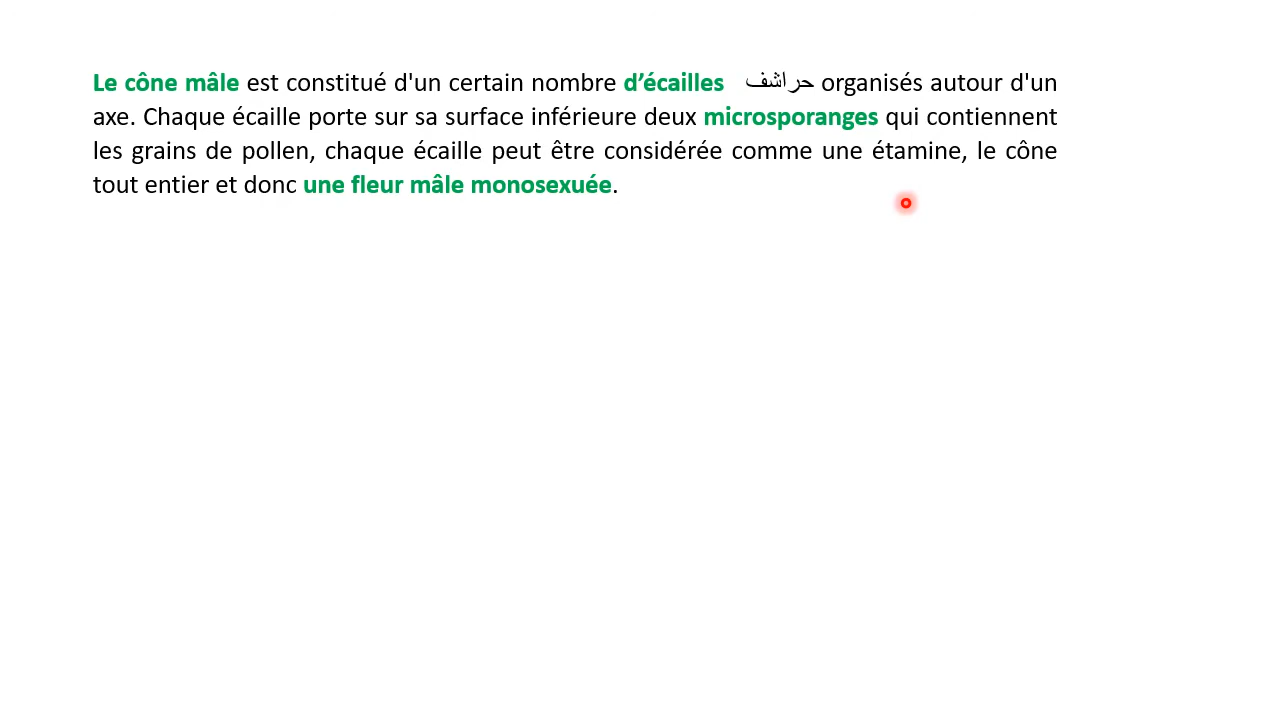 Le cône mâle est constitué d'un certain nombre d’écailles حراشف organisés autour d'un
axe. Chaque écaille porte sur sa surface inférieure deux microsporanges qui contiennent
les grains de pollen, chaque écaille peut être considérée comme une étamine, le cône
tout entier et donc une fleur mâle monosexuée.